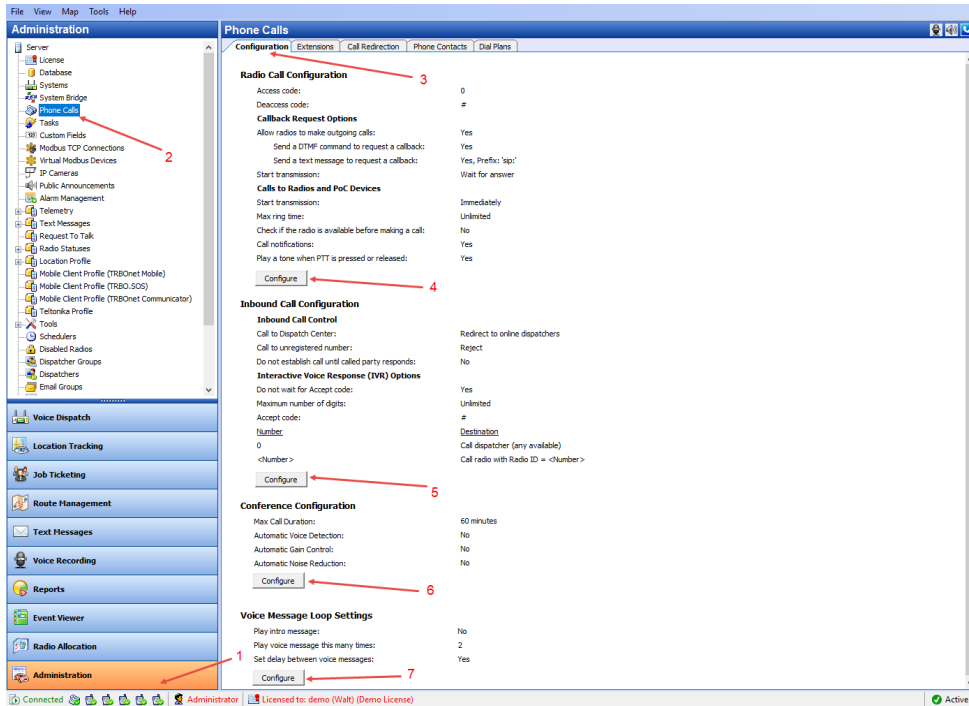 File View Map Tools Help
Administration
Server
License
Database
Systems
System Bridge
Phone Calls
Tasks
Custom Fields
Modbus TCP Connections
Virtual Modbus Devices
IP Cameras
Public Announcements
Alarm Management
Telemetry
Text Messages
Request To Talk
Radio Statuses
Location Profile
Mobile Client Profile (TRBOnet Mobile)
Mobile Client Profile (TRBO.SOS)
Mobile Client Profile (TRBOnet Communicator)
Teltonika Profile
Tools
Schedulers
Disabled Radios
Dispatcher Groups
Dispatchers
Email Groups
2
Voice Dispatch
Location Tracking
Job Ticketing
Route Management
Text Messages
Voice Recording
Reports
Event Viewer
Radio Allocation
Administration
1
Phone Calls
Configuration Extensions Call Redirection Phone Contacts Dial Plans
3
Radio Call Configuration
Access code: 0
Deaccess code: #
Callback Request Options
Allow radios to make outgoing calls: Yes
Send a DTMF command to request a callback: Yes
Send a text message to request a callback: Yes, Prefix: 'sip:'
Start transmission: Wait for answer
Calls to Radios and PoC Devices
Start transmission: Immediately
Max ring time: Unlimited
Check if the radio is available before making a call: No
Call notifications: Yes
Play a tone when PTT is pressed or released: Yes
Configure
4
Inbound Call Configuration
Inbound Call Control
Call to Dispatch Center: Redirect to online dispatchers
Call to unregistered number: Reject
Do not establish call until called party responds: No
Interactive Voice Response (IVR) Options
Do not wait for Accept code: Yes
Maximum number of digits: Unlimited
Accept code: #
Number Destination
0 Call dispatcher (any available)
<Number> Call radio with Radio ID = <Number>
Configure
5
Conference Configuration
Max Call Duration: 60 minutes
Automatic Voice Detection: No
Automatic Gain Control: No
Automatic Noise Reduction: No
Configure
6
Voice Message Loop Settings
Play intro message: No
Play voice message this many times: 2
Set delay between voice messages: Yes
Configure
7
Connected Administrator Licensed to: demo (Walt) (Demo License) Active